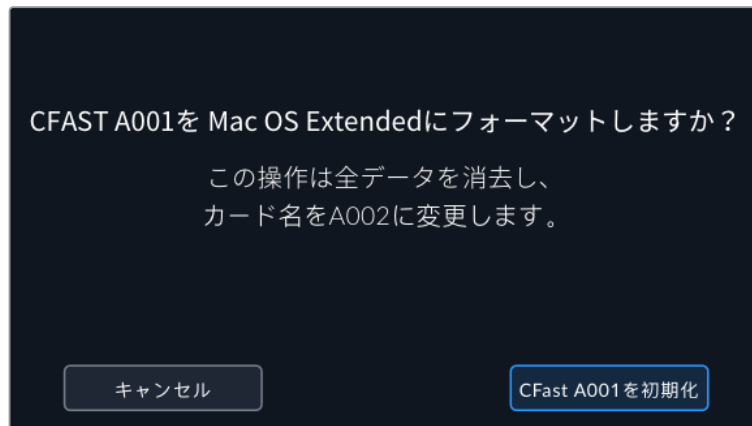 CFAST A001を Mac OS Extendedにフォーマットしますか？
この操作は全データを消去し、
カード名をA002に変更します。
キャンセル
CFast A001を初期化